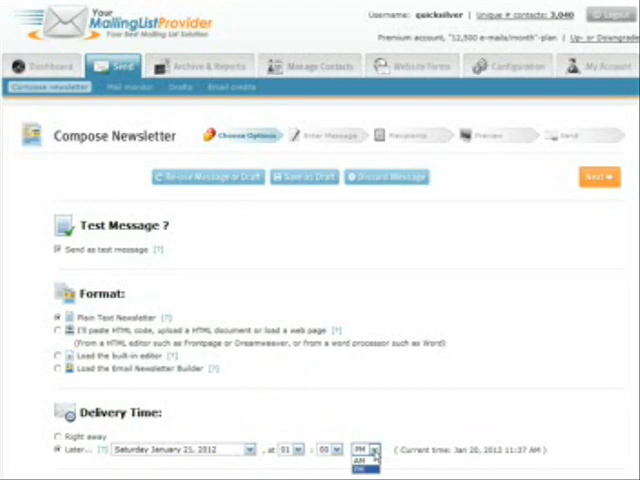 Your
MailingListProvider
Your Best Mailing List Solution
Username: quicksilver | Unique # contacts: 3,040
Logout
Premium account, "12,500 e-mails/month"-plan | Up- or Downgrade
Dashboard
Send
Archive & Reports
Manage Contacts
Website Forms
Configuration
My Account
Compose newsletter
Mail monitor
Drafts
Email credits
Compose Newsletter
Choose Options
Enter Message
Recipients
Preview
Send
Re-use Message or Draft
Save as Draft
Discard Message
Next
Test Message ?
Send as test message [?]
Format:
Plain Text Newsletter [?]
I'll paste HTML code, upload a HTML document or load a web page [?]
(From a HTML editor such as Frontpage or Dreamweaver, or from a word processor such as Word)
Load the built-in editor [?]
Load the Email Newsletter Builder [?]
Delivery Time:
Right away
Later... [?] Saturday January 21, 2012 , at 01 : 00 PM ( Current time: Jan 20, 2012 11:37 AM )
AM
PM